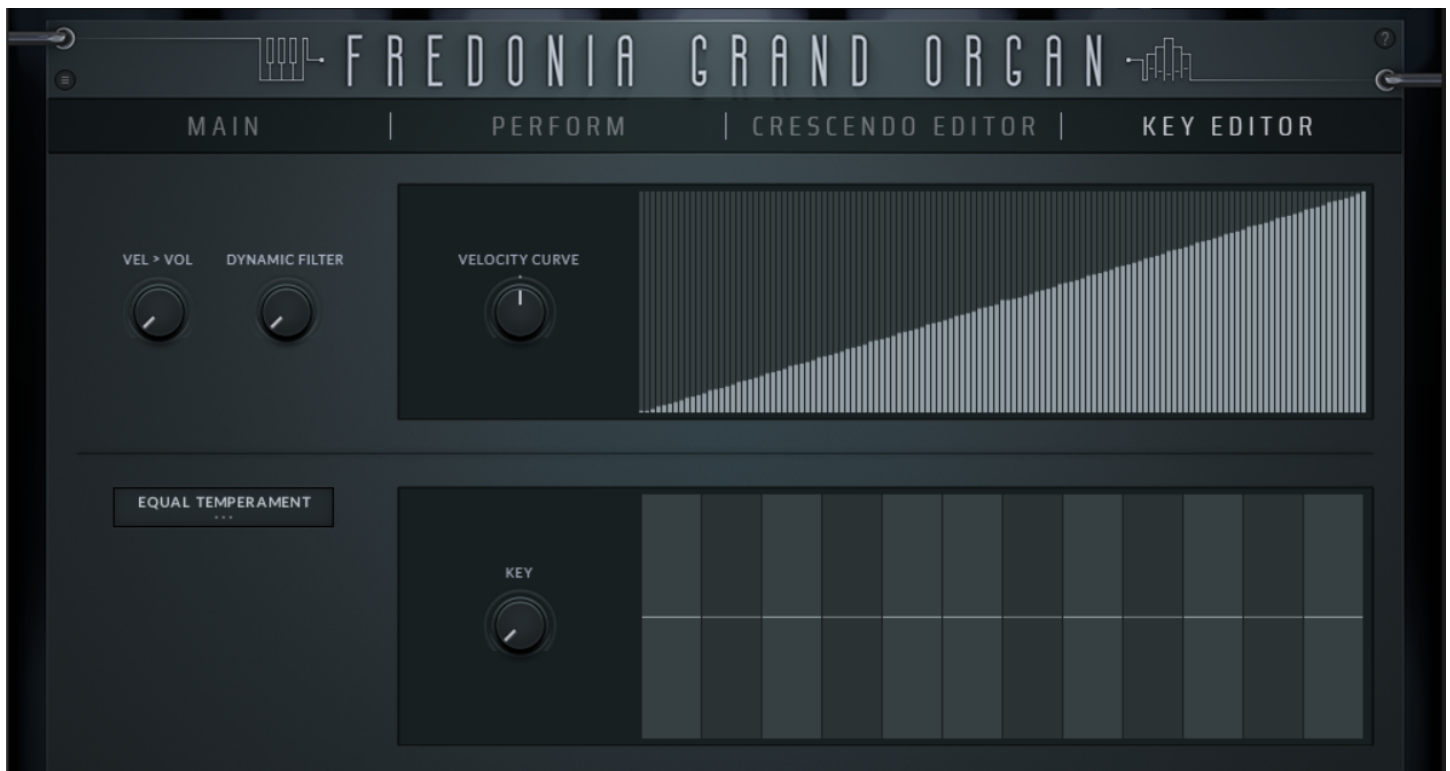 FREDONIA GRAND ORGAN
?
MAIN | PERFORM | CRESCENDO EDITOR | KEY EDITOR
VEL > VOL DYNAMIC FILTER VELOCITY CURVE
EQUAL TEMPERAMENT
...
KEY